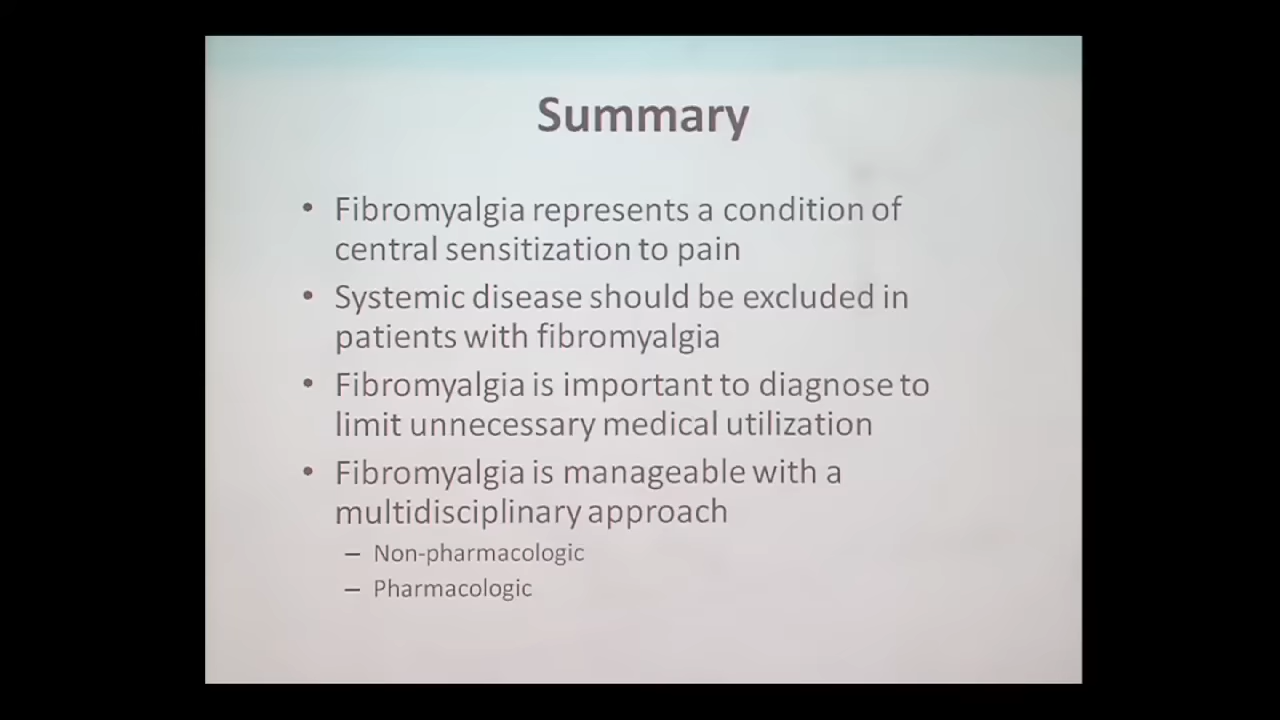 Summary
• Fibromyalgia represents a condition of
central sensitization to pain
• Systemic disease should be excluded in
patients with fibromyalgia
• Fibromyalgia is important to diagnose to
limit unnecessary medical utilization
• Fibromyalgia is manageable with a
multidisciplinary approach
– Non-pharmacologic
– Pharmacologic